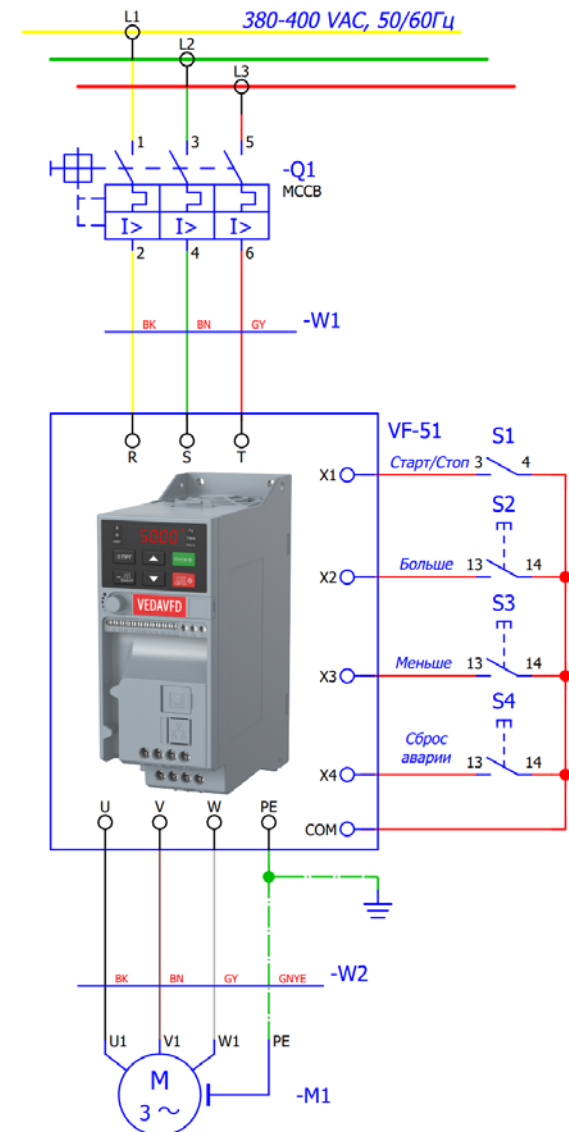 L1
380-400 VAC, 50/60Гц
L2
L3
1 3 5
-Q1
MCCB
I> I> I>
2 4 6
BK BN GY -W1
R S T
VF-51
S1
X1 Старт/Стоп 3 4
S2
5000
X2 Больше 13 14
VEDAVFD
S3
X3 Меньше 13 14
S4
Сброс
аварии 13 14
X4
U V W PE
COM
BK BN GY GNYE -W2
U1 V1 W1 PE
M
3 ~
-M1